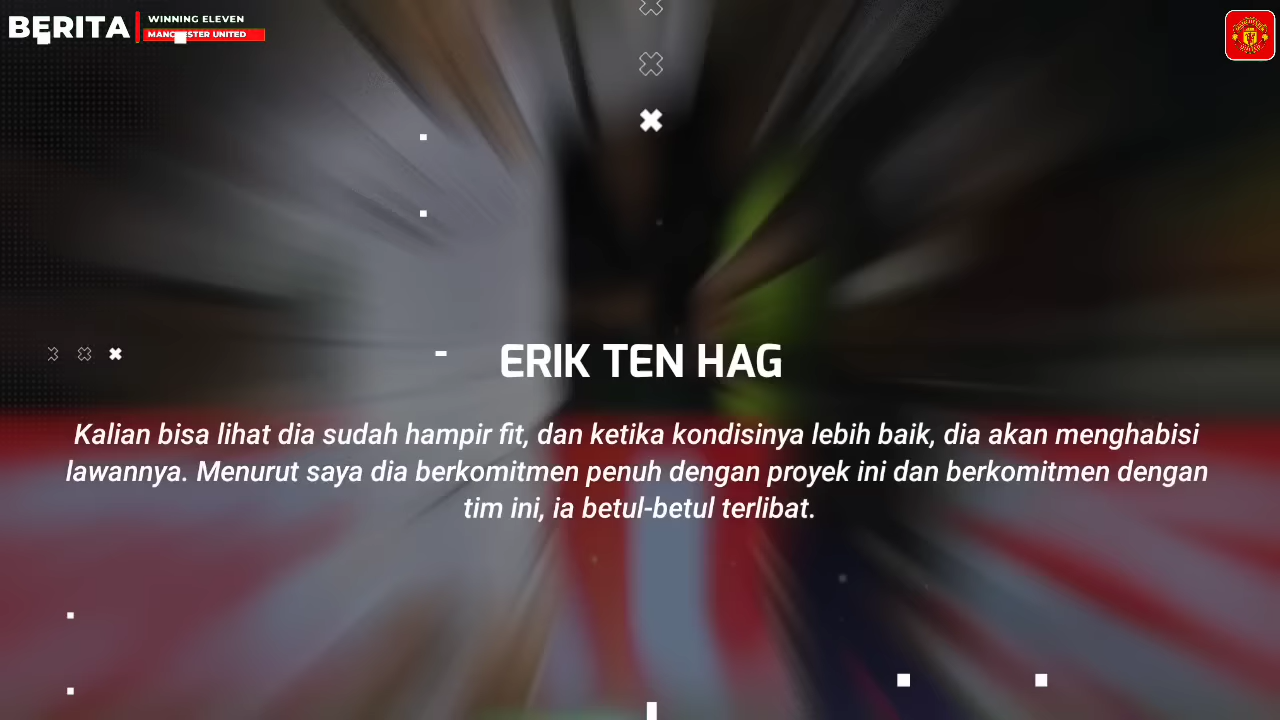 BERITA
WINNING ELEVEN
MANCHESTER UNITED
ERIK TEN HAG
Kalian bisa lihat dia sudah hampir fit, dan ketika kondisinya lebih baik, dia akan menghabisi
lawannya. Menurut saya dia berkomitmen penuh dengan proyek ini dan berkomitmen dengan
tim ini, ia betul-betul terlibat.
MANCHESTER
UNITED